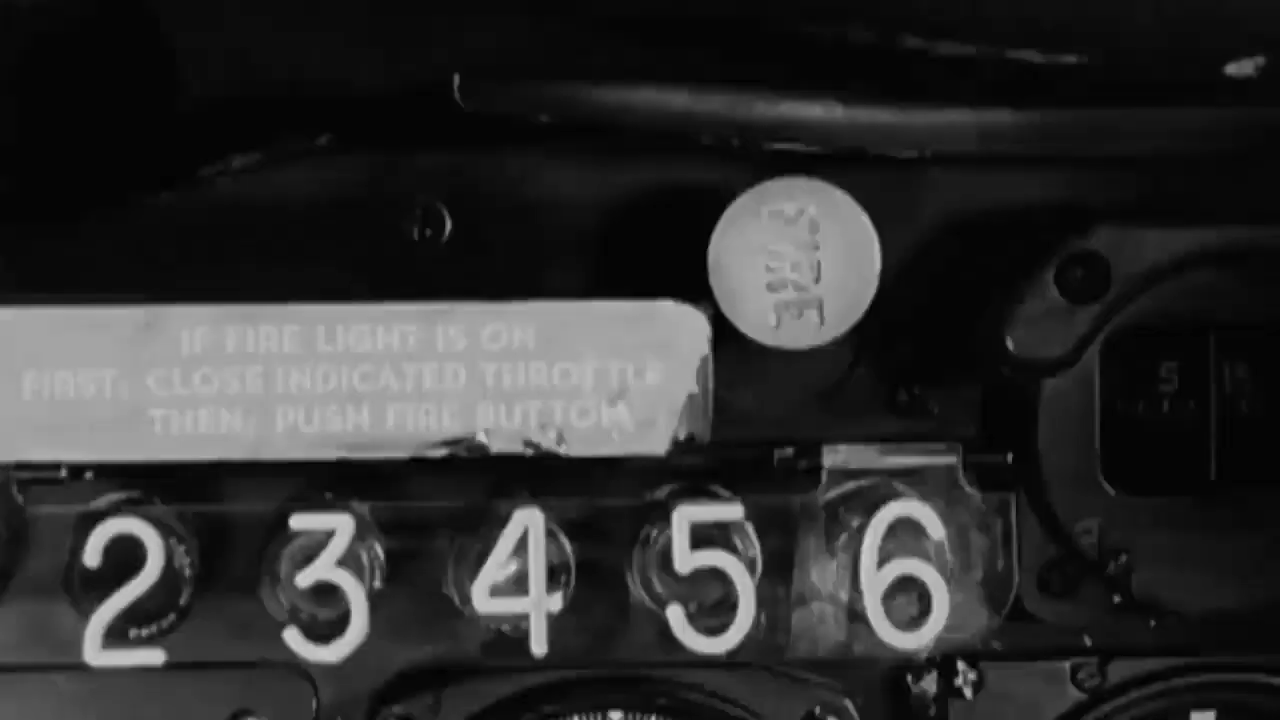 FIRE
IF FIRE LIGHT IS ON
FIRST: CLOSE INDICATED THROTTLE
THEN: PUSH FIRE BUTTON
5
2 3 4 5 6